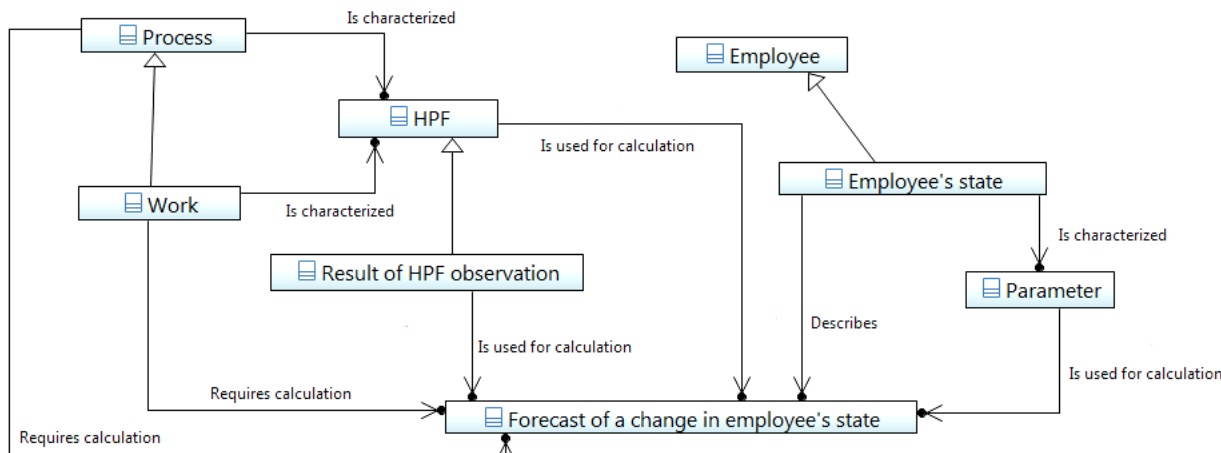 Is characterized
Process
Employee
HPF
Is used for calculation
Employee's state
Work
Is characterized
Is characterized
Result of HPF observation
Parameter
Describes
Is used for calculation
Is used for calculation
Requires calculation
Forecast of a change in employee's state
Requires calculation